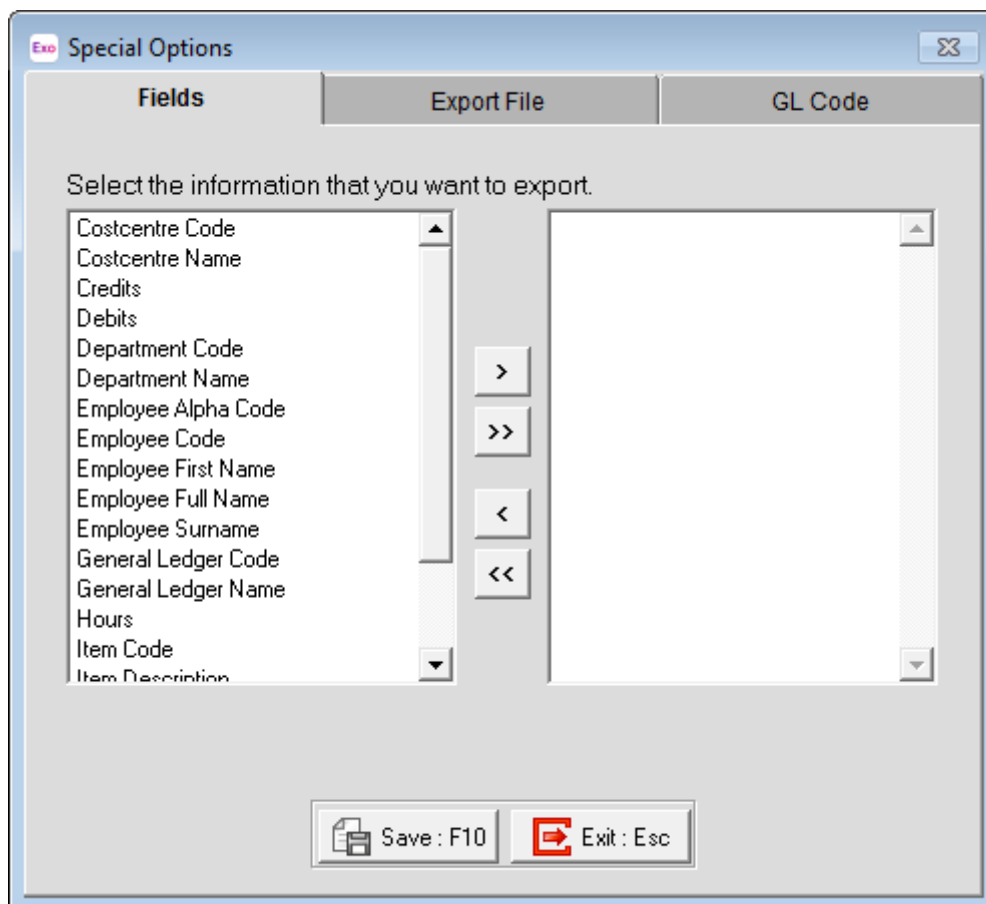 Exo Special Options
Fields Export File GL Code
Select the information that you want to export.
Costcentre Code
Costcentre Name
Credits
Debits
Department Code
Department Name
Employee Alpha Code
Employee Code
Employee First Name
Employee Full Name
Employee Surname
General Ledger Code
General Ledger Name
Hours
Item Code
Item Description
>
>>
<
<<
Save : F10 Exit : Esc